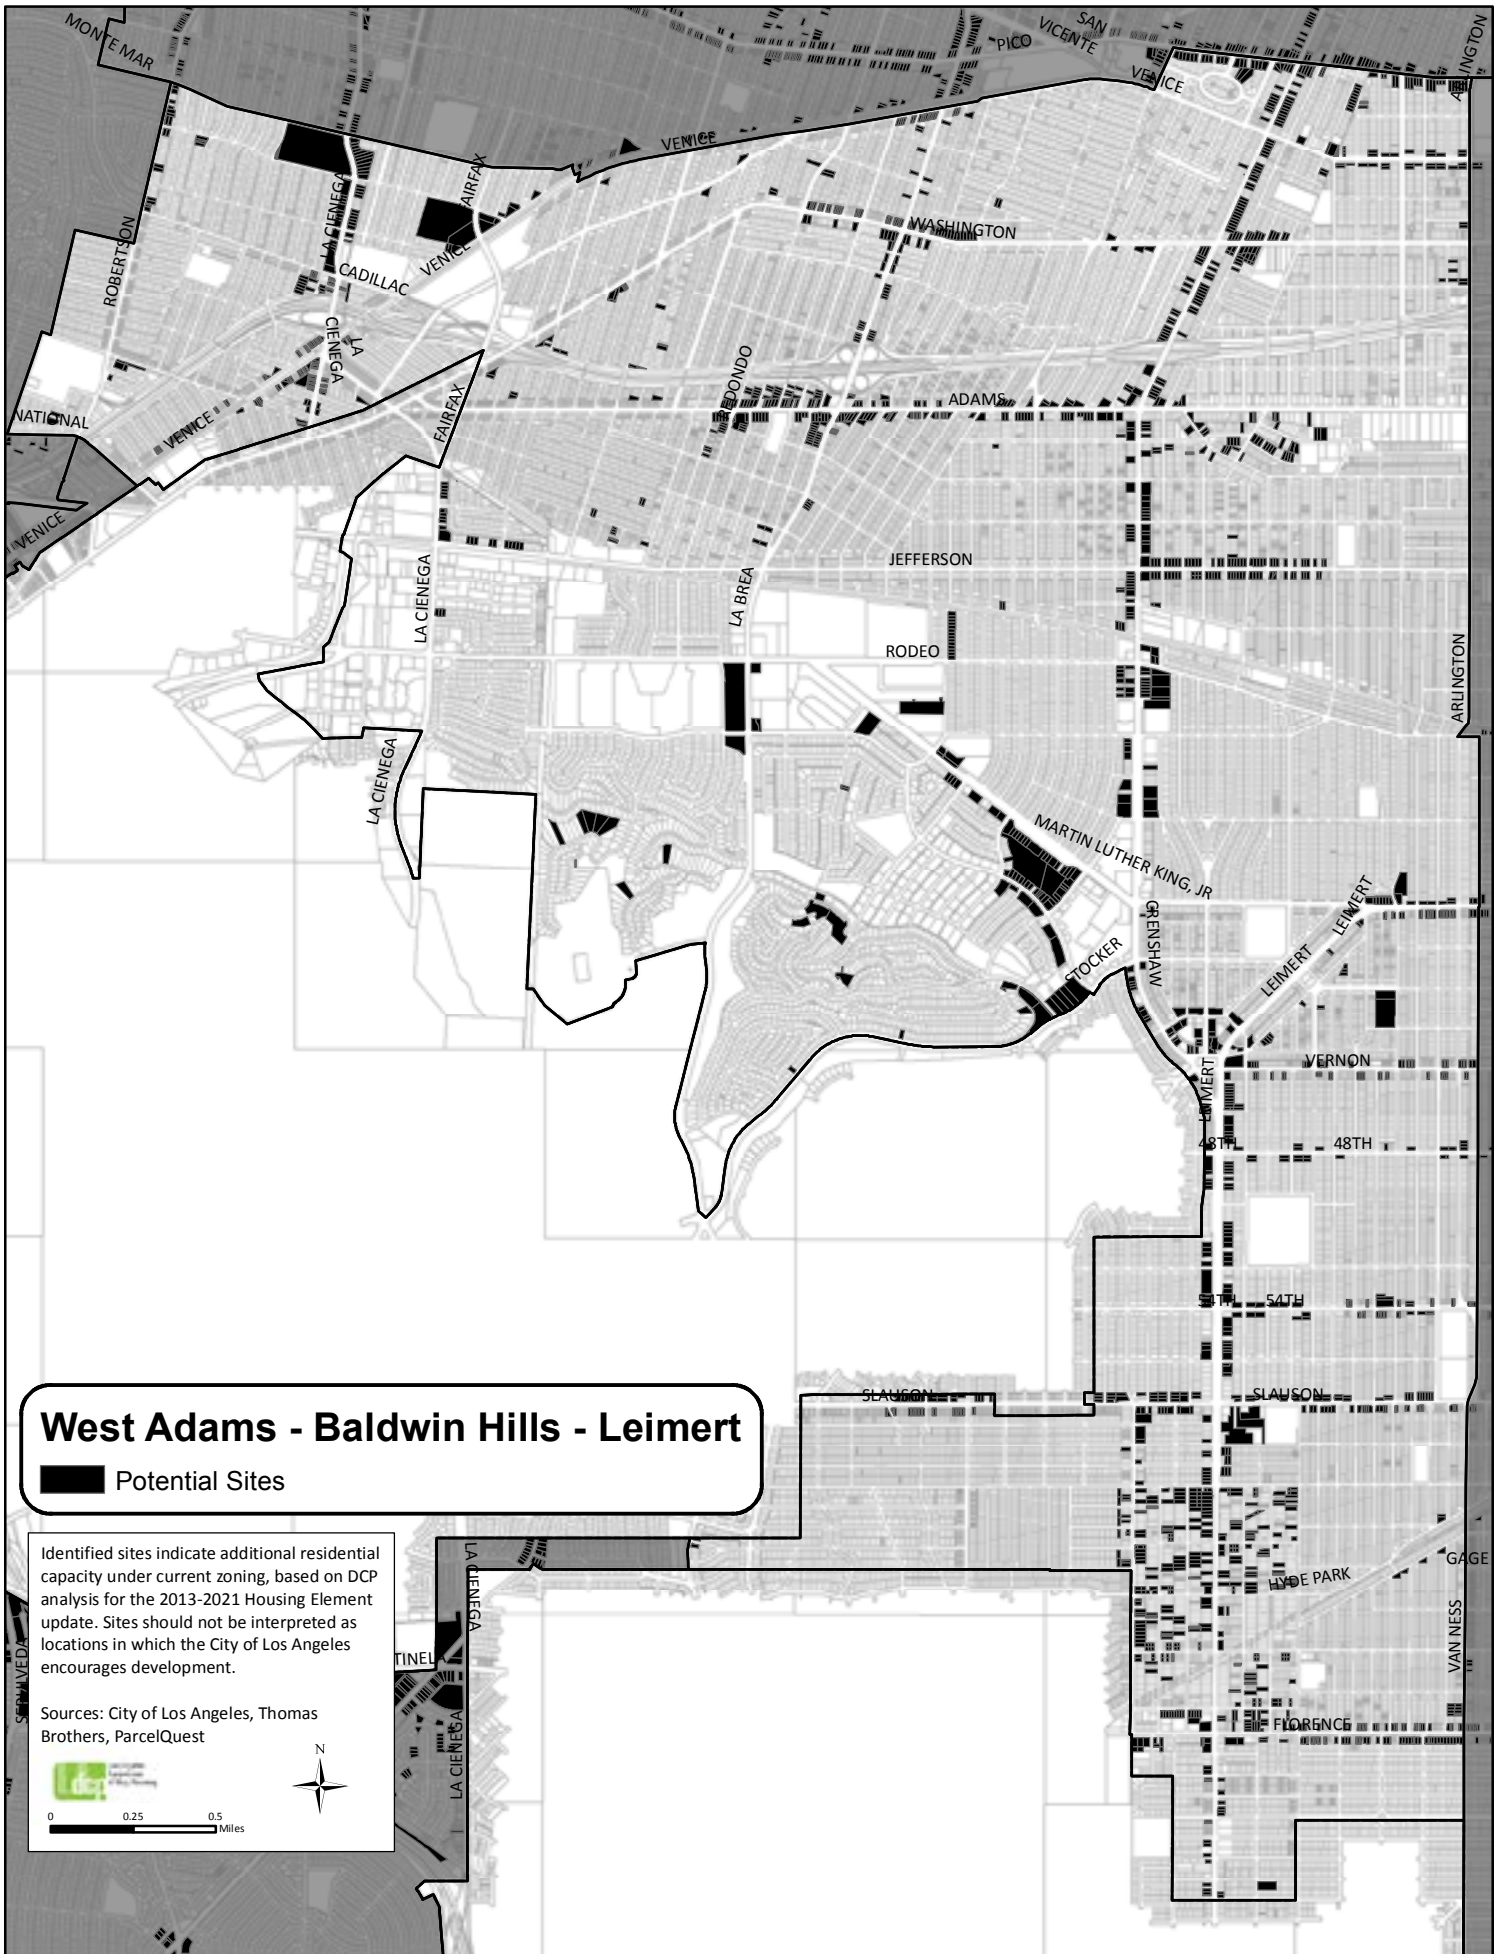 MONTE MAR
PICO
SAN
VICENTE
ARLINGTON
VENICE
VENICE
FAIRFAX
LA CIENEGA
WASHINGTON
ROBERTSON
CADILLAC
VENICE
LA
CIENEGA
REDONDO
NATIONAL
VENICE
FAIRFAX
ADAMS
VENICE
LA CIENEGA
LA BREA
JEFFERSON
RODEO
ARLINGTON
LA CIENEGA
MARTIN LUTHER KING, JR
LEIMERT
CRENSHAW
STOCKER
LEIMERT
VERNON
LEIMERT
48TH
48TH
54TH
54TH
SLAUSON
SLAUSON
West Adams - Baldwin Hills - Leimert
Potential Sites
Identified sites indicate additional residential
capacity under current zoning, based on DCP
analysis for the 2013-2021 Housing Element
update. Sites should not be interpreted as
locations in which the City of Los Angeles
encourages development.
Sources: City of Los Angeles, Thomas
Brothers, ParcelQuest
dcp
N
0 0.25 0.5
Miles
LA CIENEGA
GAGE
HYDE PARK
VAN NESS
SEPULVEDA
TINELA
LA CIENEGA
FLORENCE